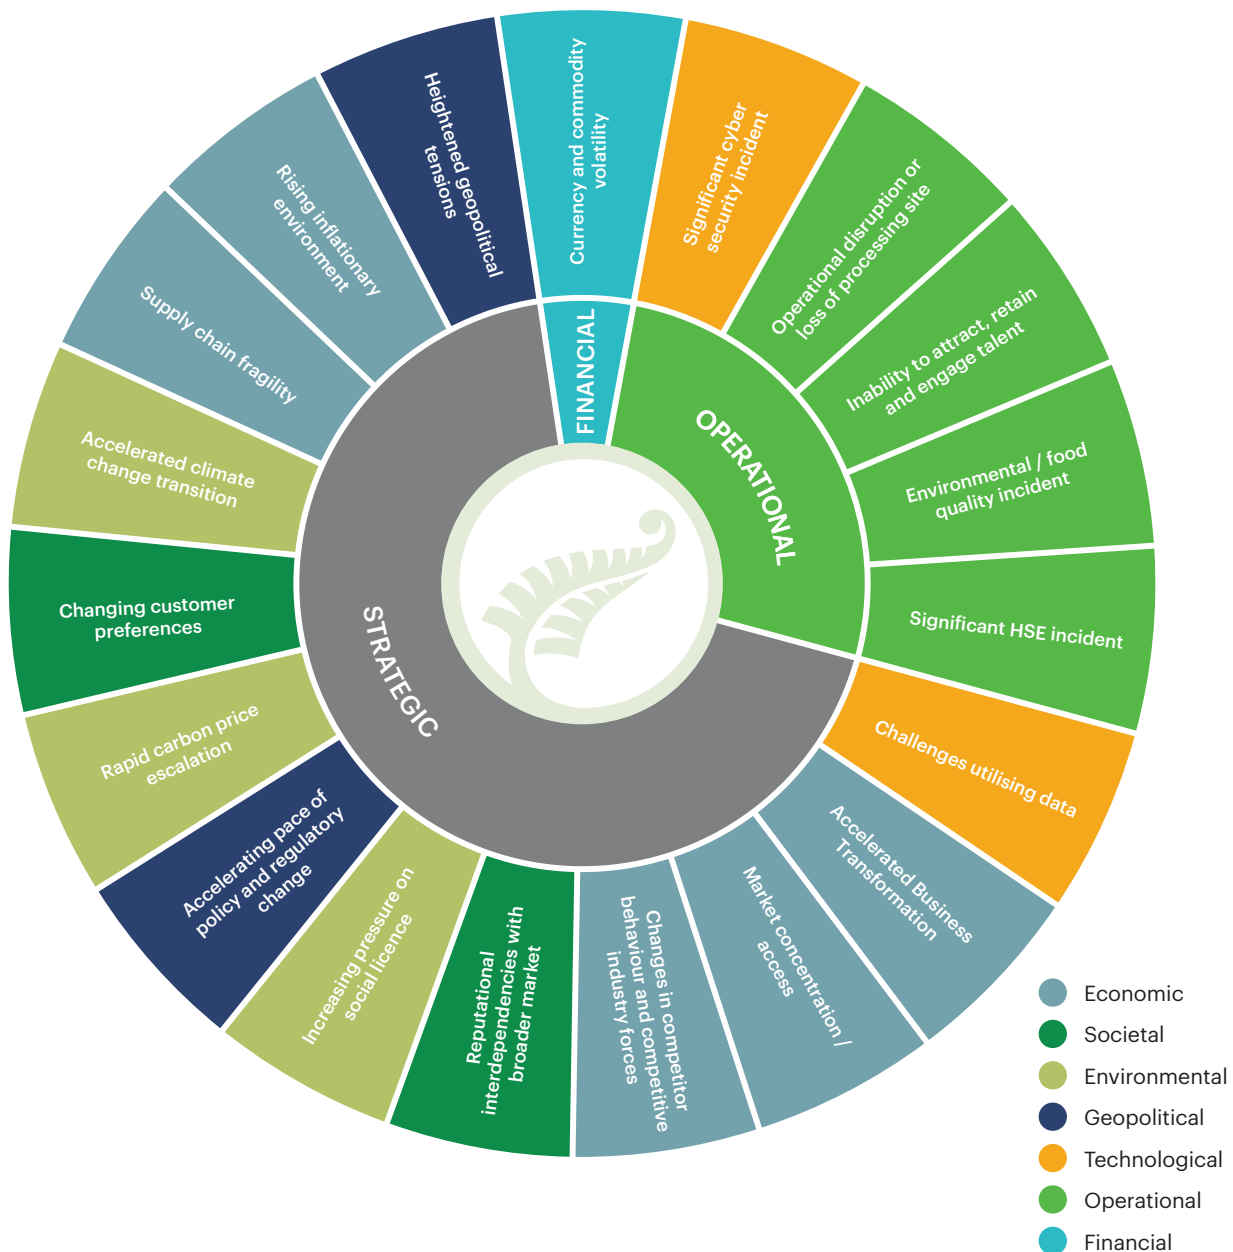 Currency and commodity
volatility
Significant cyber
security incident
Operational disruption or
loss of processing site
Inability to attract, retain
and engage talent
Environmental / food
quality incident
Significant HSE incident
Challenges utilising data
Accelerated Business
Transformation
Market concentration /
access
Changes in competitor
behaviour and competitive
industry forces
Reputational
interdependencies with
broader market
Increasing pressure on
social licence
Accelerating pace of
policy and regulatory
change
Rapid carbon price
escalation
Changing customer
preferences
Accelerated climate
change transition
Supply chain fragility
Rising inflationary
environment
Heightened geopolitical
tensions
FINANCIAL
OPERATIONAL
STRATEGIC
Economic
Societal
Environmental
Geopolitical
Technological
Operational
Financial